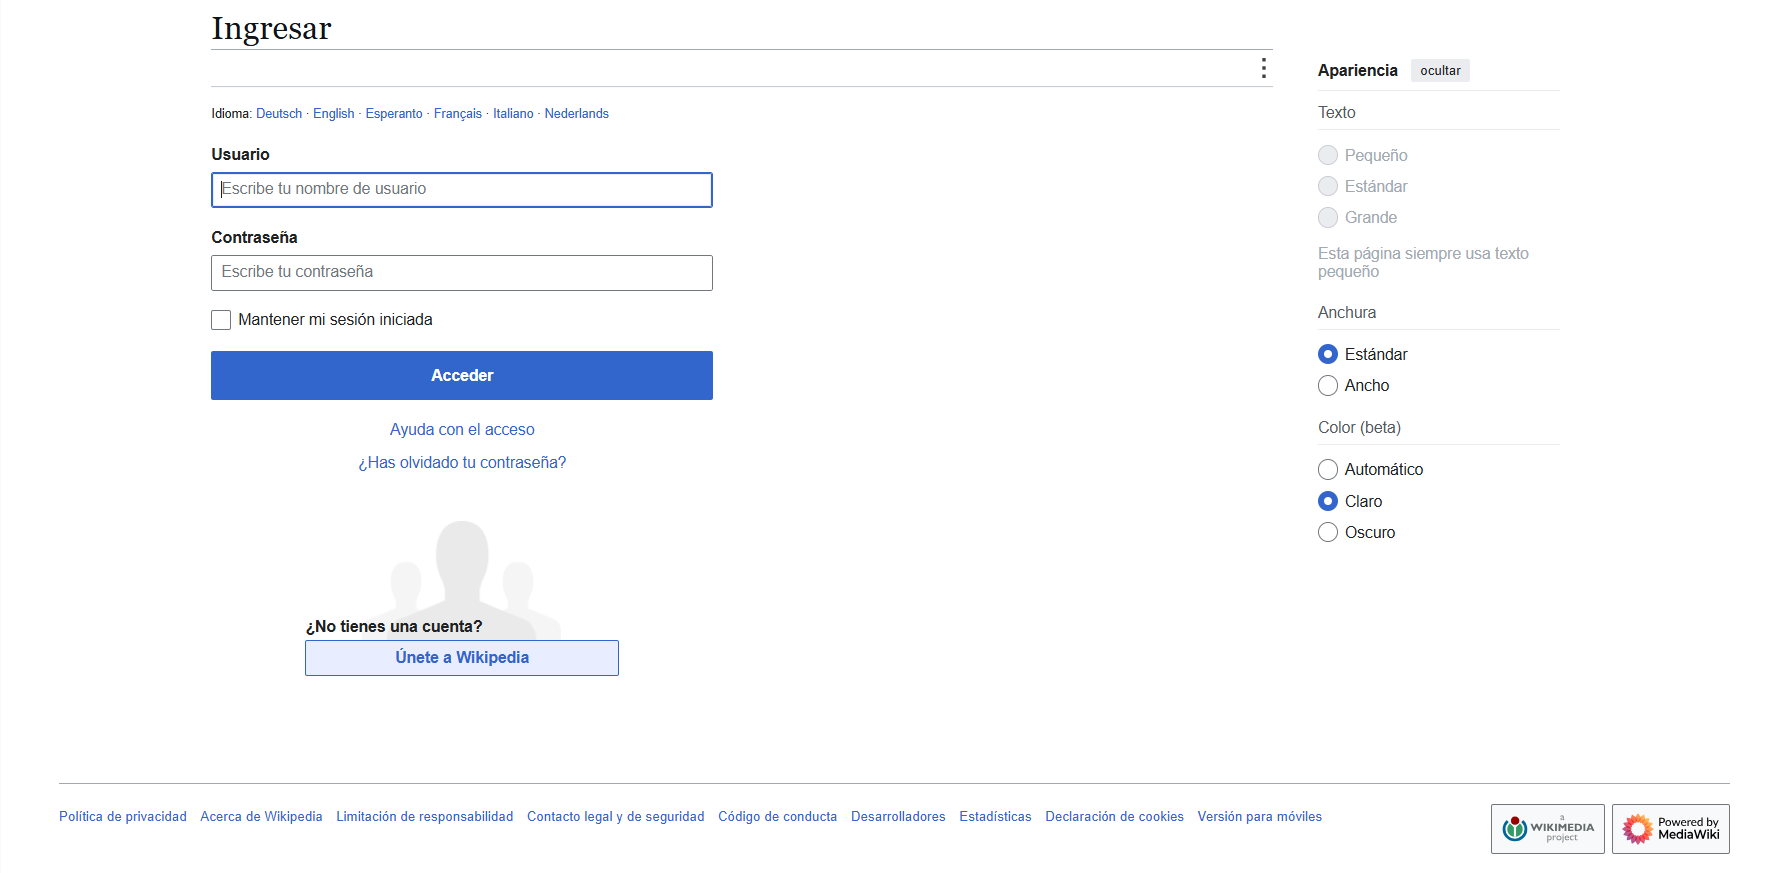 Ingresar
Idioma: Deutsch · English · Esperanto · Français · Italiano · Nederlands
Usuario
Escribe tu nombre de usuario
Contraseña
Escribe tu contraseña
Mantener mi sesión iniciada
Acceder
Ayuda con el acceso
¿Has olvidado tu contraseña?
¿No tienes una cuenta?
Únete a Wikipedia
Apariencia ocultar
Texto
Pequeño
Estándar
Grande
Esta página siempre usa texto
pequeño
Anchura
Estándar
Ancho
Color (beta)
Automático
Claro
Oscuro
Política de privacidad Acerca de Wikipedia Limitación de responsabilidad Contacto legal y de seguridad Código de conducta Desarrolladores Estadísticas Declaración de cookies Versión para móviles
a
WIKIMEDIA
project
Powered by
MediaWiki